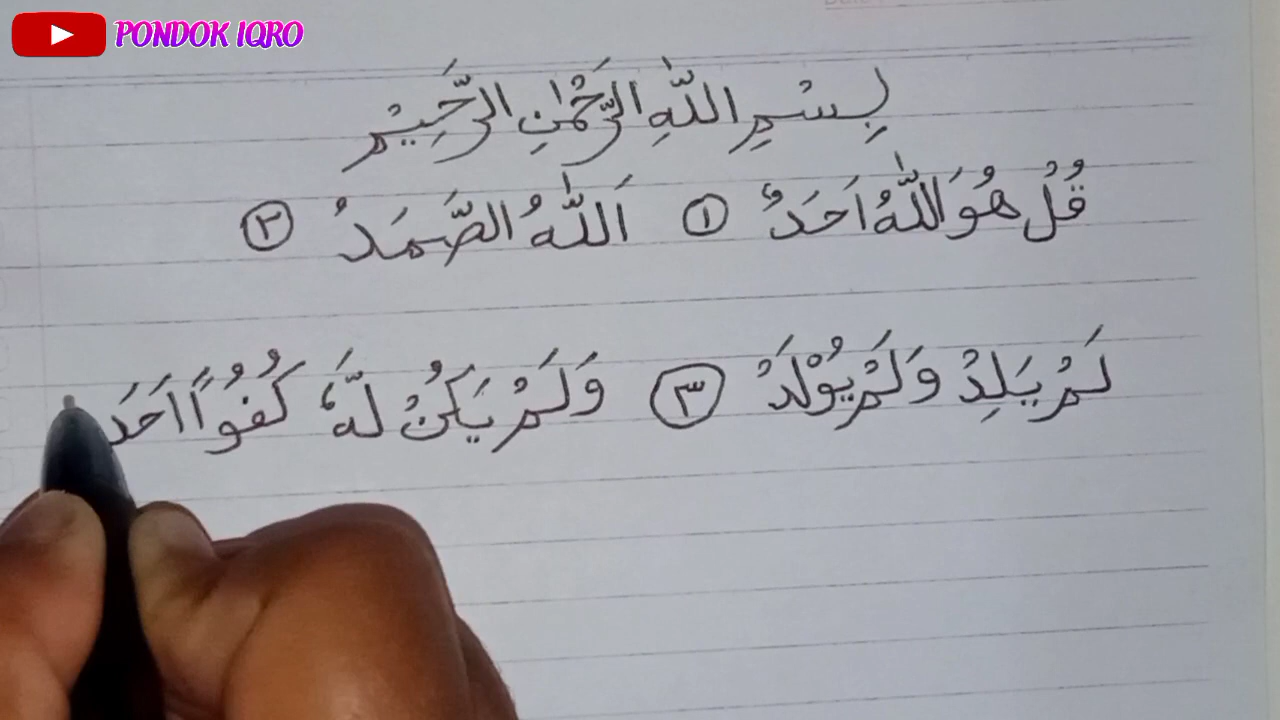 PONDOK IQRO
بِسْمِ اللّٰهِ الرَّحْمٰنِ الرَّحِيْمِ
قُلْ هُوَ اللّٰهُ اَحَدٌ ۝١ اَللّٰهُ الصَّمَدُ ۝٢
لَمْ يَلِدْ وَلَمْ يُوْلَدْ ۝٣ وَلَمْ يَكُنْ لَّهٗ كُفُوًا اَحَد